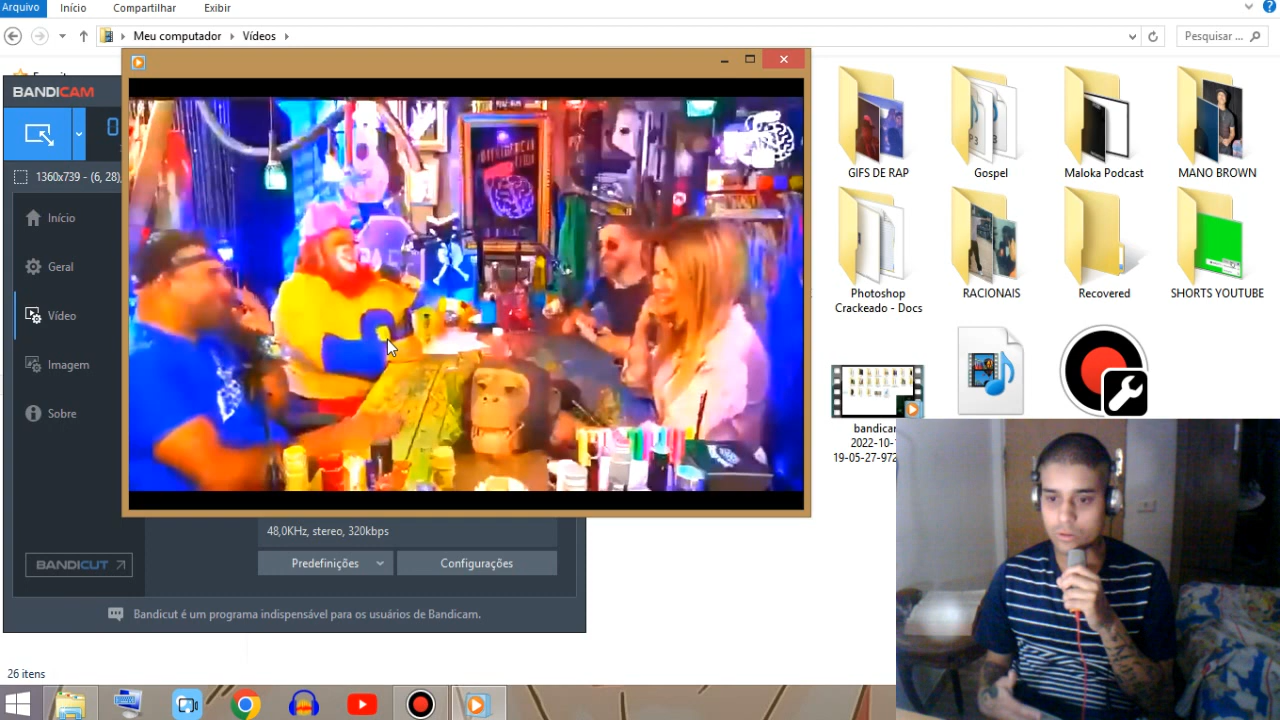 Arquivo
Início
Compartilhar
Exibir
Meu computador
Vídeos
Pesquisar ...
BANDICAM
0
1360x739 - (6, 28),
Início
Geral
Vídeo
Imagem
Sobre
BANDICUT
48,0KHz, stereo, 320kbps
Predefinições
Configurações
Bandicut é um programa indispensável para os usuários de Bandicam.
GIFS DE RAP
Gospel
Maloka Podcast
MANO BROWN
Photoshop
Crackeado - Docs
RACIONAIS
Recovered
SHORTS YOUTUBE
bandica
2022-10-
19-05-27-972
26 itens